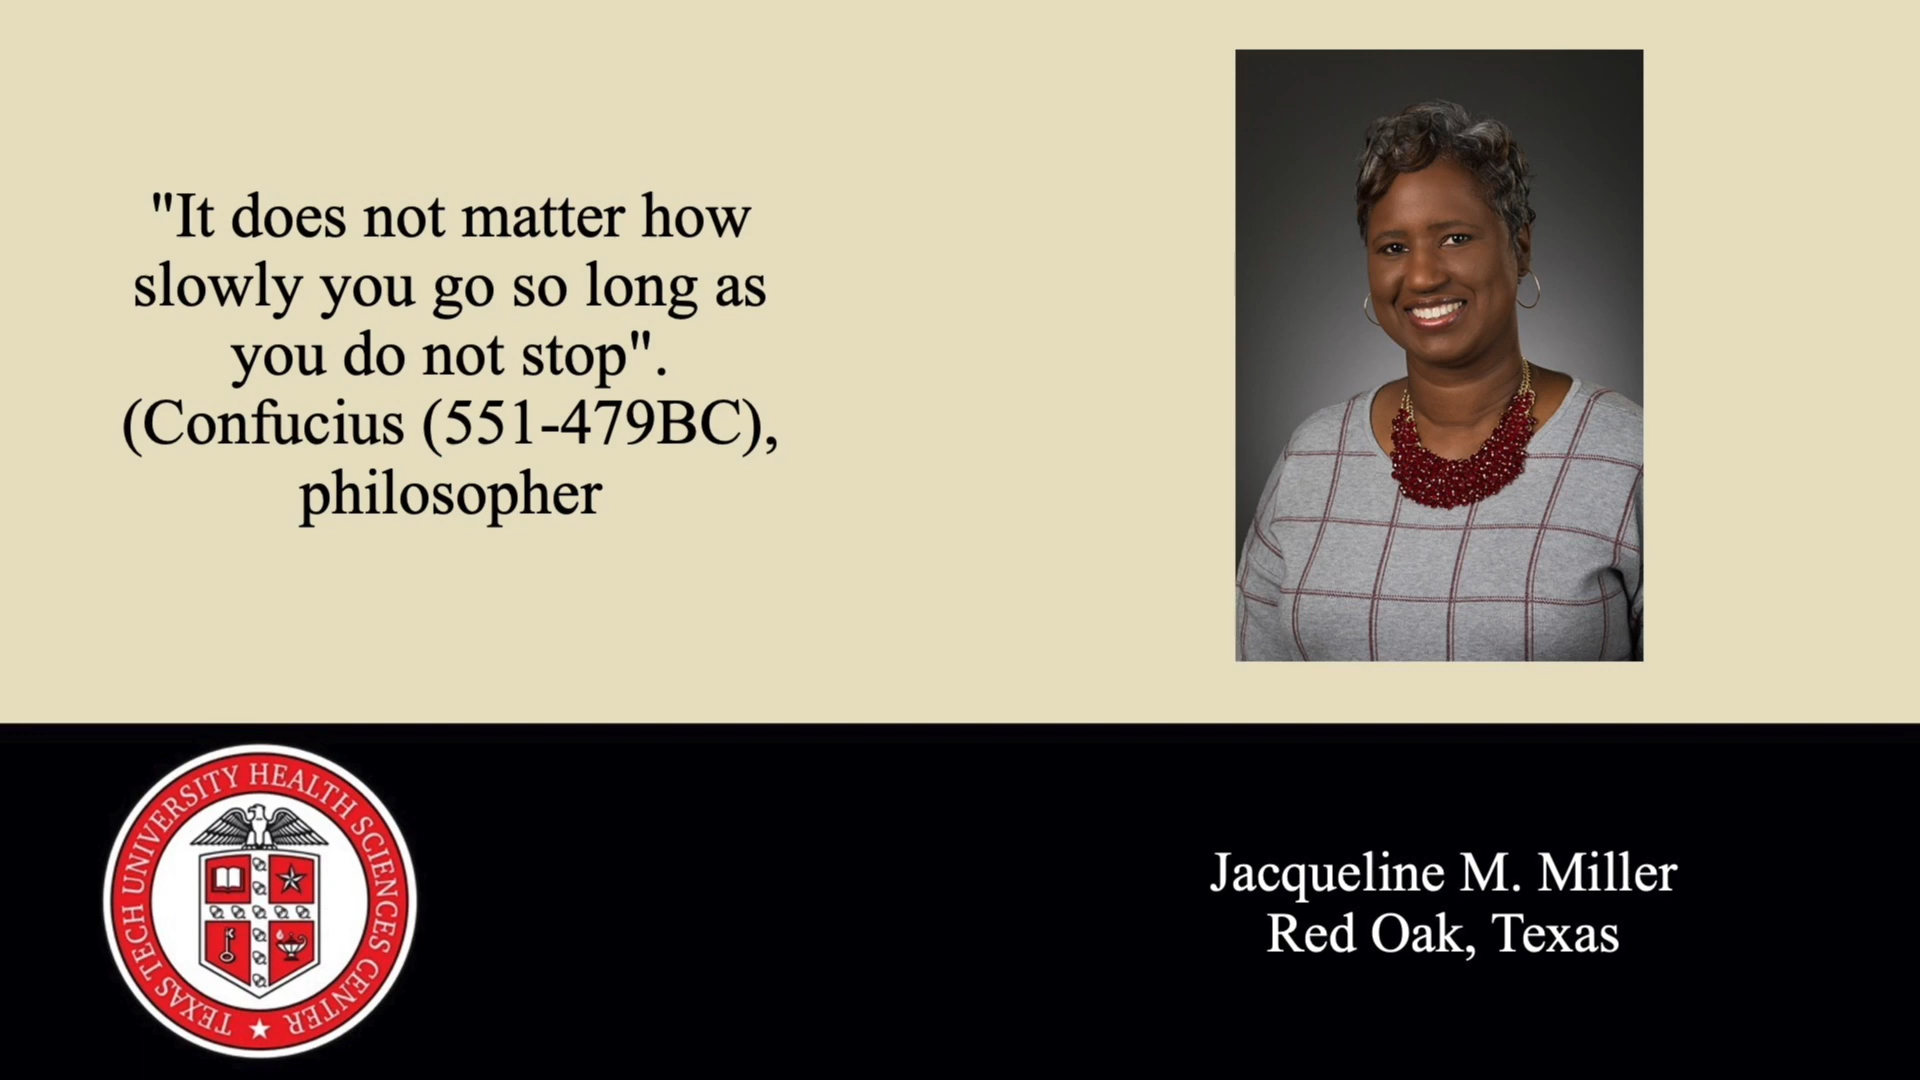 "It does not matter how
slowly you go so long as
you do not stop".
(Confucius (551-479BC),
philosopher
TEXAS TECH UNIVERSITY HEALTH SCIENCES CENTER
Jacqueline M. Miller
Red Oak, Texas